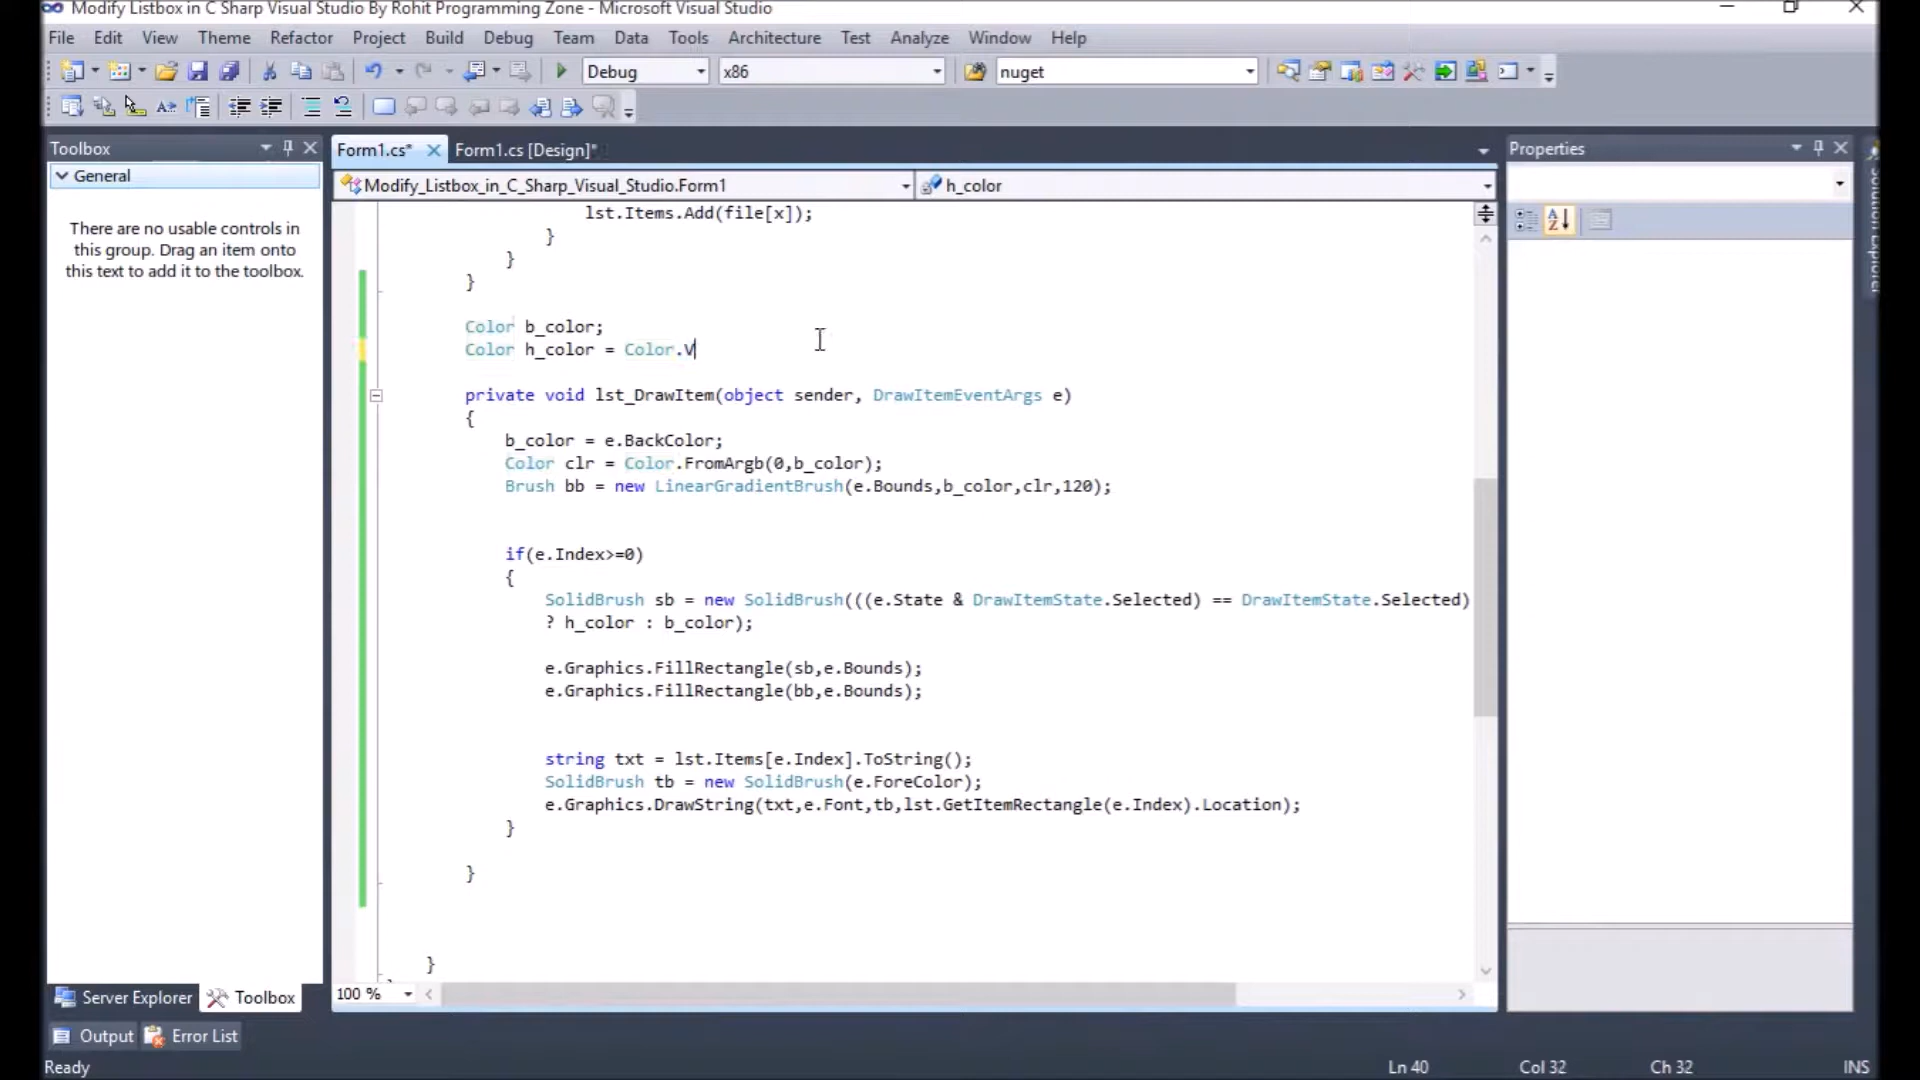 Modify Listbox in C Sharp Visual Studio By Rohit Programming Zone - Microsoft Visual Studio
File Edit View Theme Refactor Project Build Debug Team Data Tools Architecture Test Analyze Window Help
Debug x86 nuget
Toolbox
General
There are no usable controls in
this group. Drag an item onto
this text to add it to the toolbox.
Form1.cs* Form1.cs [Design]*
Modify_Listbox_in_C_Sharp_Visual_Studio.Form1 h_color
lst.Items.Add(file[x]);
}
}
}
Color b_color;
Color h_color = Color.V
private void lst_DrawItem(object sender, DrawItemEventArgs e)
{
b_color = e.BackColor;
Color clr = Color.FromArgb(0,b_color);
Brush bb = new LinearGradientBrush(e.Bounds,b_color,clr,120);
if(e.Index>=0)
{
SolidBrush sb = new SolidBrush(((e.State & DrawItemState.Selected) == DrawItemState.Selected)
? h_color : b_color);
e.Graphics.FillRectangle(sb,e.Bounds);
e.Graphics.FillRectangle(bb,e.Bounds);
string txt = lst.Items[e.Index].ToString();
SolidBrush tb = new SolidBrush(e.ForeColor);
e.Graphics.DrawString(txt,e.Font,tb,lst.GetItemRectangle(e.Index).Location);
}
}
}
100 %
Properties
Solution Explorer
Server Explorer Toolbox
Output Error List
Ready Ln 40 Col 32 Ch 32 INS